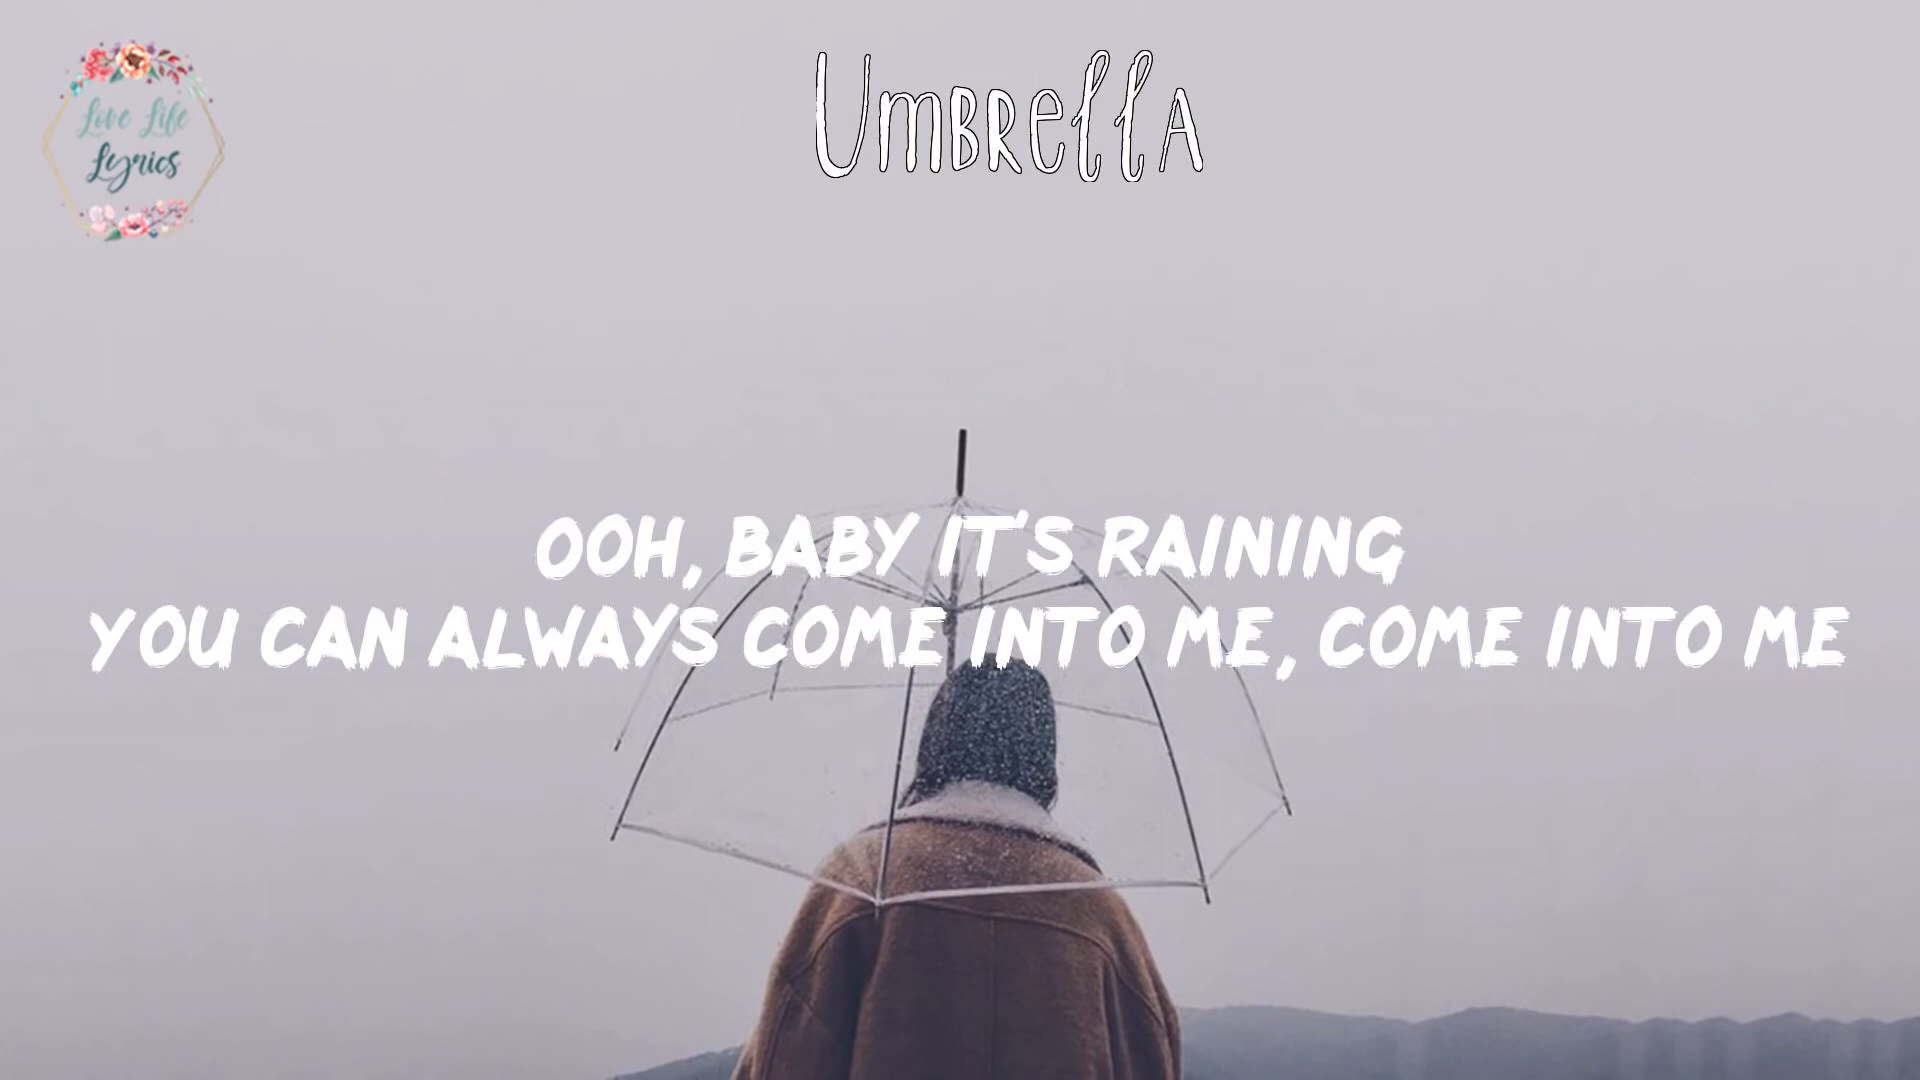 Love Life
Lyrics
Umbrella
OOH, BABY IT'S RAINING
YOU CAN ALWAYS COME INTO ME, COME INTO ME